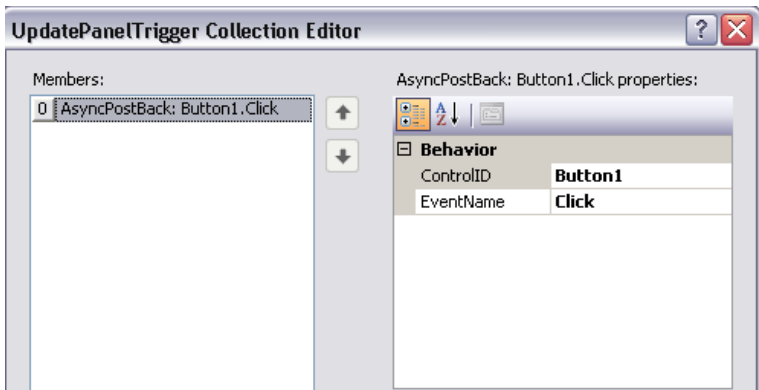 UpdatePanelTrigger Collection Editor
?
Members:
0 AsyncPostBack: Button1.Click
AsyncPostBack: Button1.Click properties:
A
Z
Behavior
ControlID Button1
EventName Click